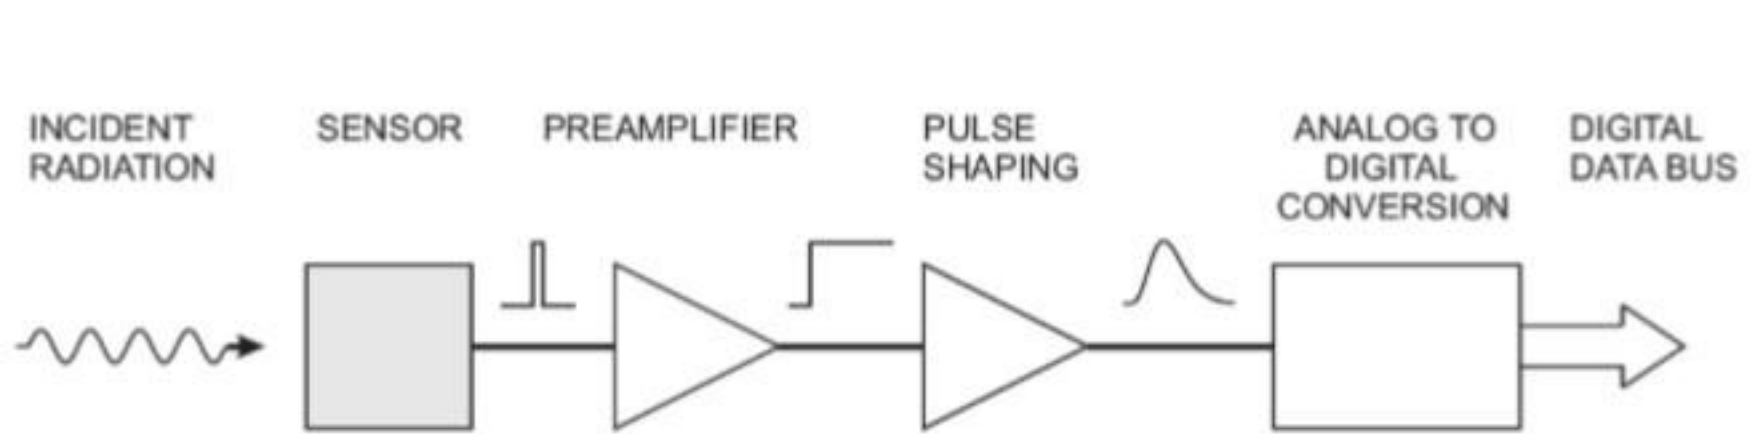 INCIDENT
RADIATION
SENSOR
PREAMPLIFIER
PULSE
SHAPING
ANALOG TO
DIGITAL
CONVERSION
DIGITAL
DATA BUS